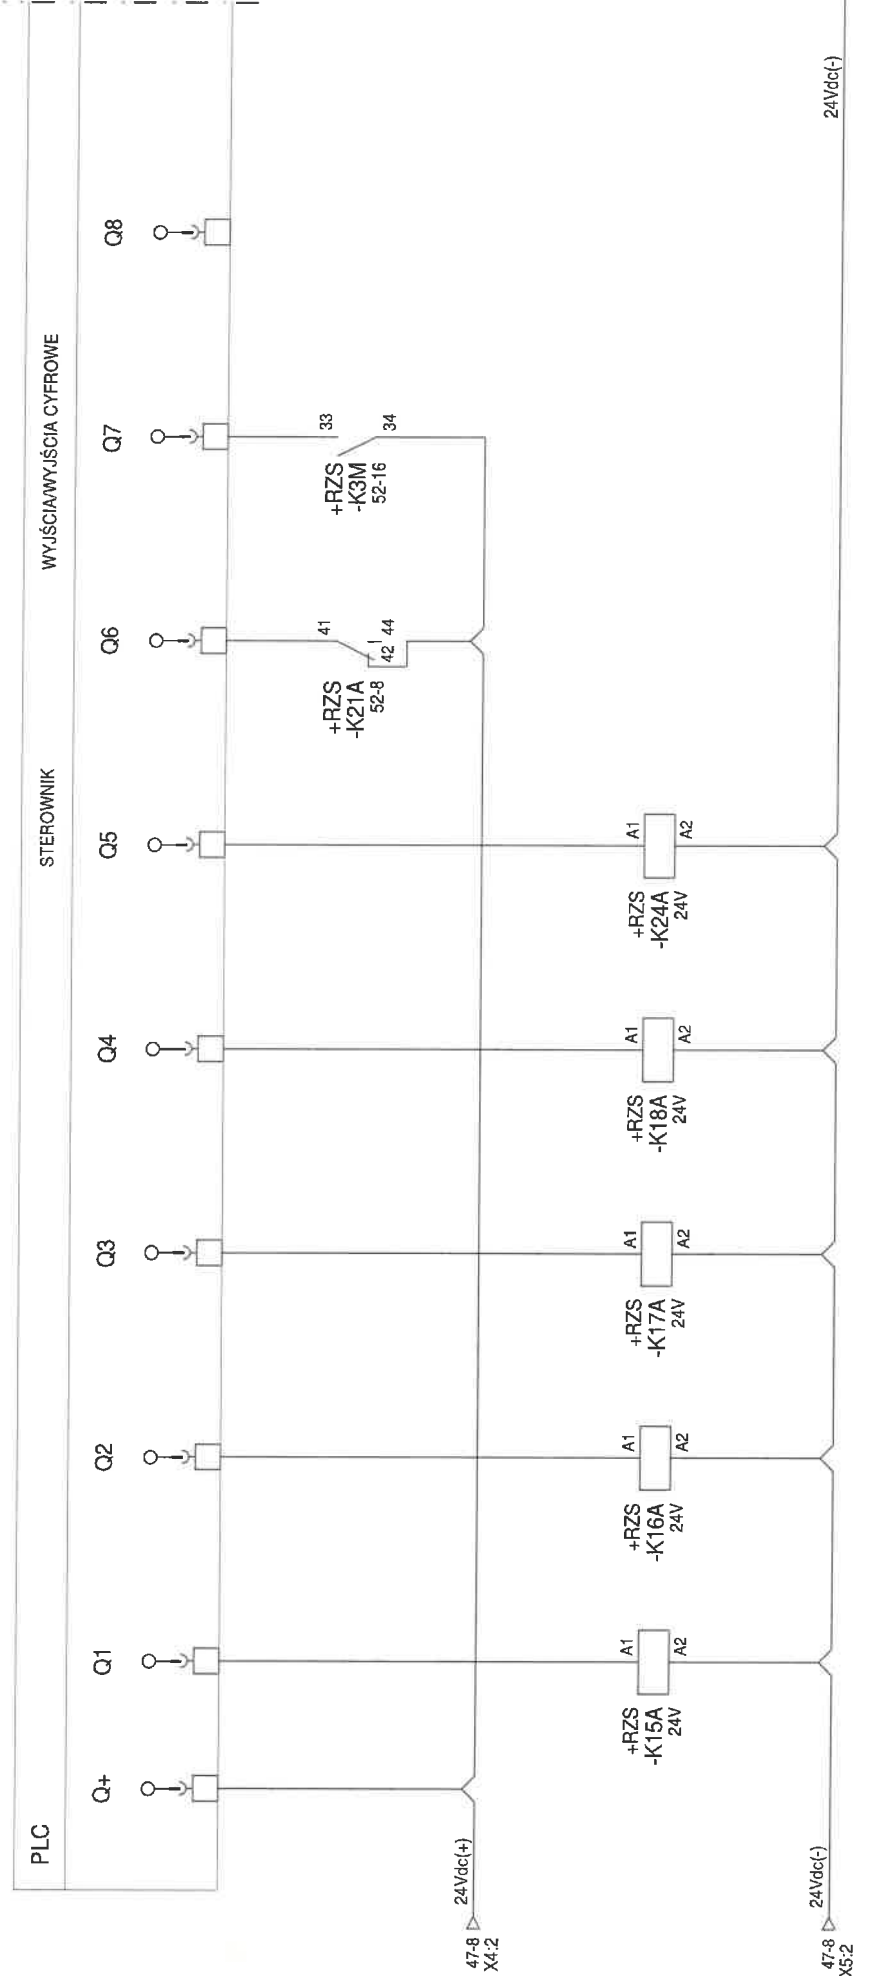 PLC
STEROWNIK
WYJŚCIA/WYJŚCIA CYFROWE
Q+
Q1
Q2
Q3
Q4
Q5
Q6
Q7
Q8
41
42
44
+RZS
-K21A
52-8
33
34
+RZS
-K3M
52-16
24Vdc(+)
47-8
X4:2
A1
A2
+RZS
-K15A
24V
A1
A2
+RZS
-K16A
24V
A1
A2
+RZS
-K17A
24V
A1
A2
+RZS
-K18A
24V
A1
A2
+RZS
-K24A
24V
24Vdc(-)
47-8
X5:2
24Vdc(-)